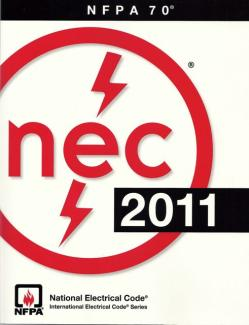 NFPA 70®
®
nec
2011
National Electrical Code®
International Electrical Code® Series
NFPA®